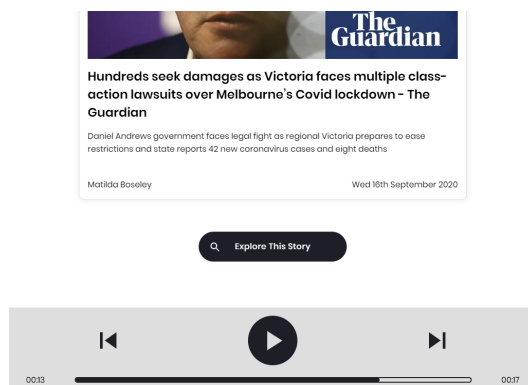 The
Guardian
Hundreds seek damages as Victoria faces multiple class-
action lawsuits over Melbourne's Covid lockdown - The
Guardian
Daniel Andrews government faces legal fight as regional Victoria prepares to ease
restrictions and state reports 42 new coronavirus cases and eight deaths
Matilda Boseley Wed 16th September 2020
Explore This Story
00:13 00:17